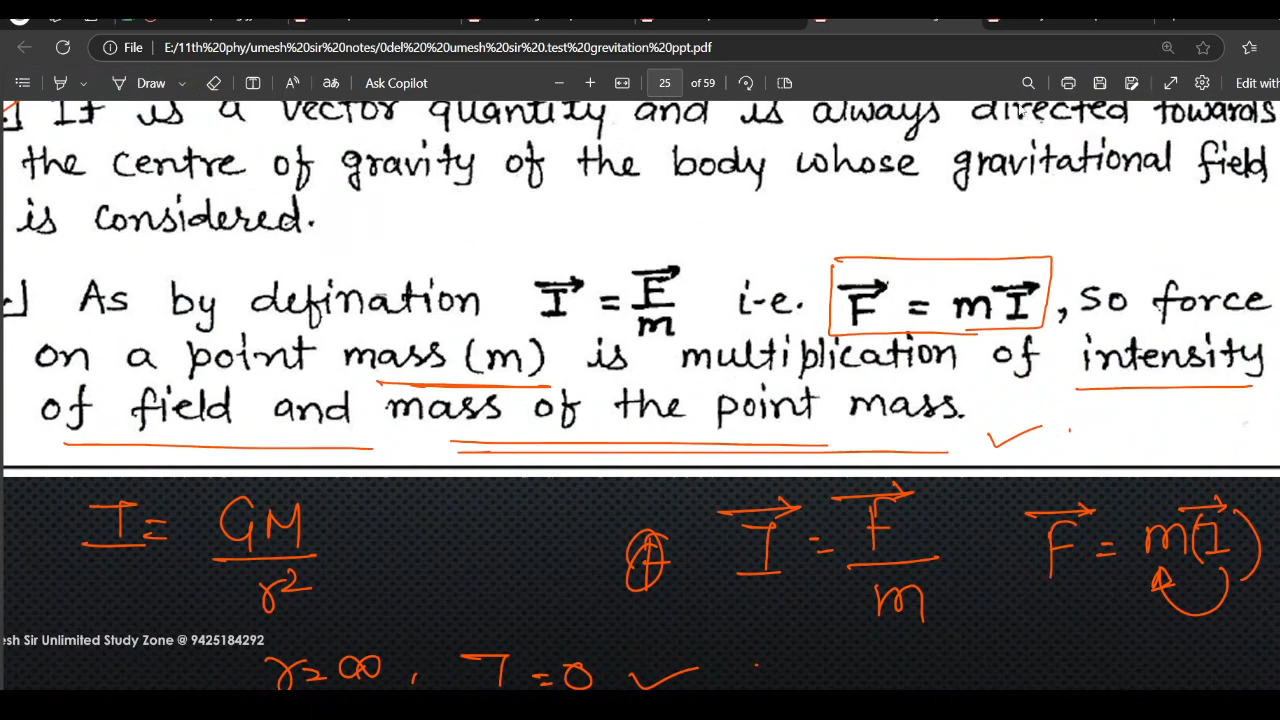 File E:/11th%20phy/umesh%20sir%20notes/0del%20%20umesh%20sir%20.test%20grevitation%20ppt.pdf
Draw aあ Ask Copilot 25 of 59 Edit with
It is a vector quantity and is always directed towards
the centre of gravity of the body whose gravitational field
is considered.
As by defination I⃗ = F⃗/m i-e. F⃗ = mI⃗, so force
on a point mass (m) is multiplication of intensity
of field and mass of the point mass.
I = GM/r² I⃗ = F⃗/m F⃗ = m(I⃗)
esh Sir Unlimited Study Zone @ 9425184292
r = ∞, I = 0